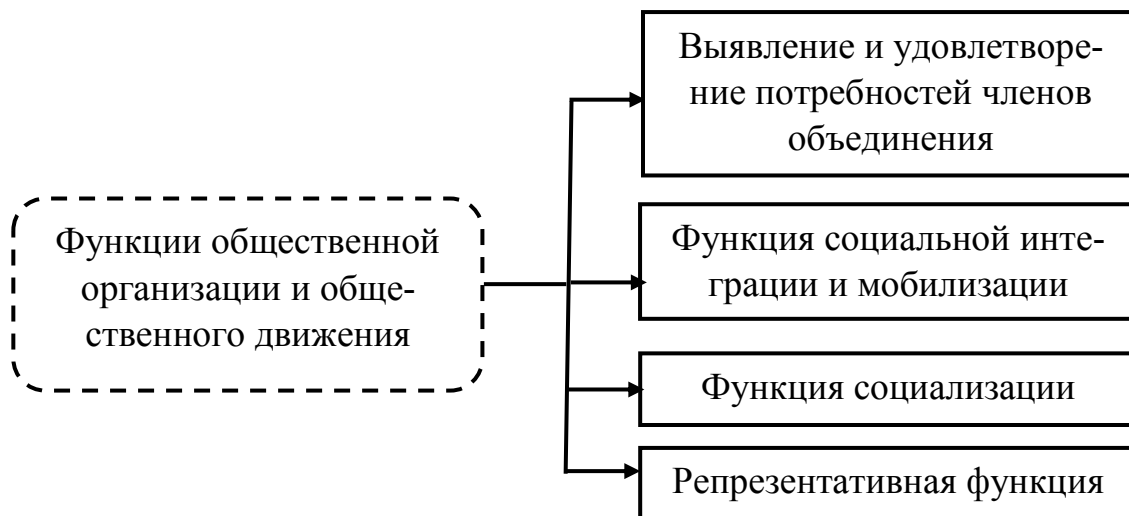 Функции общественной
организации и обще-
ственного движения
Выявление и удовлетворе-
ние потребностей членов
объединения
Функция социальной инте-
грации и мобилизации
Функция социализации
Репрезентативная функция